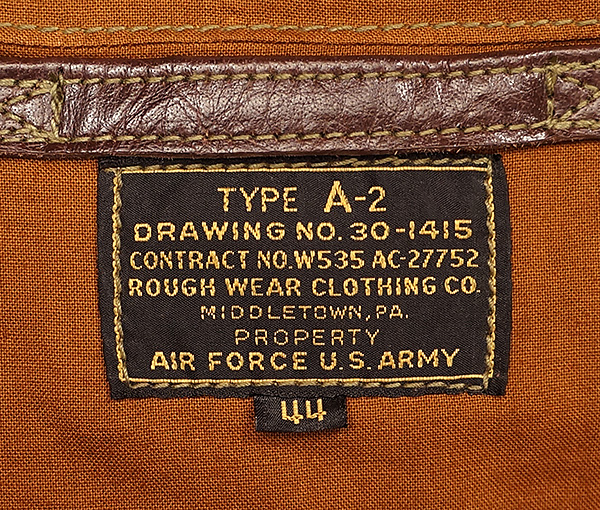 TYPE A-2
DRAWING NO. 30-1415
CONTRACT NO. W535 AC-27752
ROUGH WEAR CLOTHING CO.
MIDDLETOWN, PA.
PROPERTY
AIR FORCE U.S. ARMY
44